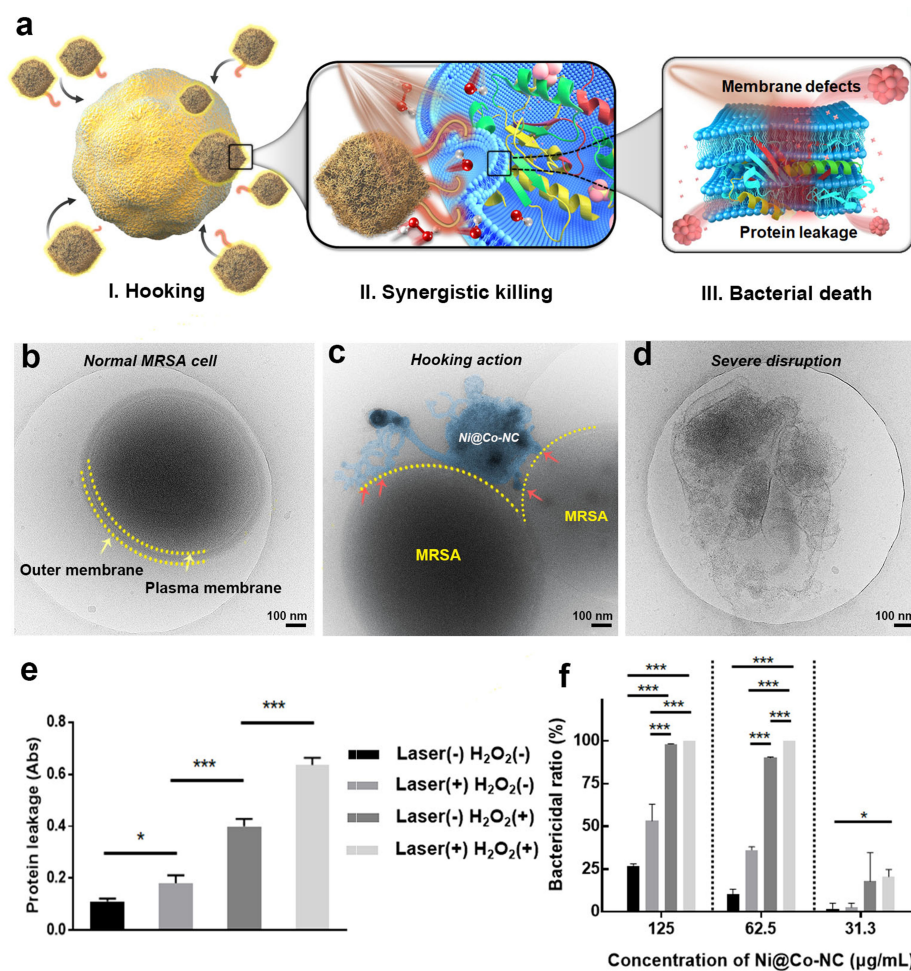 a
Membrane defects
Protein leakage
I. Hooking
II. Synergistic killing
III. Bacterial death
b
Normal MRSA cell
Outer membrane
Plasma membrane
100 nm
c
Hooking action
Ni@Co-NC
MRSA
MRSA
100 nm
d
Severe disruption
100 nm
e
Protein leakage (Abs)
0.8
0.6
0.4
0.2
0.0
*
***
***
Laser(-) H₂O₂(-)
Laser(+) H₂O₂(-)
Laser(-) H₂O₂(+)
Laser(+) H₂O₂(+)
f
Bactericidal ratio (%)
100
75
50
25
0
***
***
***
***
***
***
***
***
*
125
62.5
31.3
Concentration of Ni@Co-NC (µg/mL)